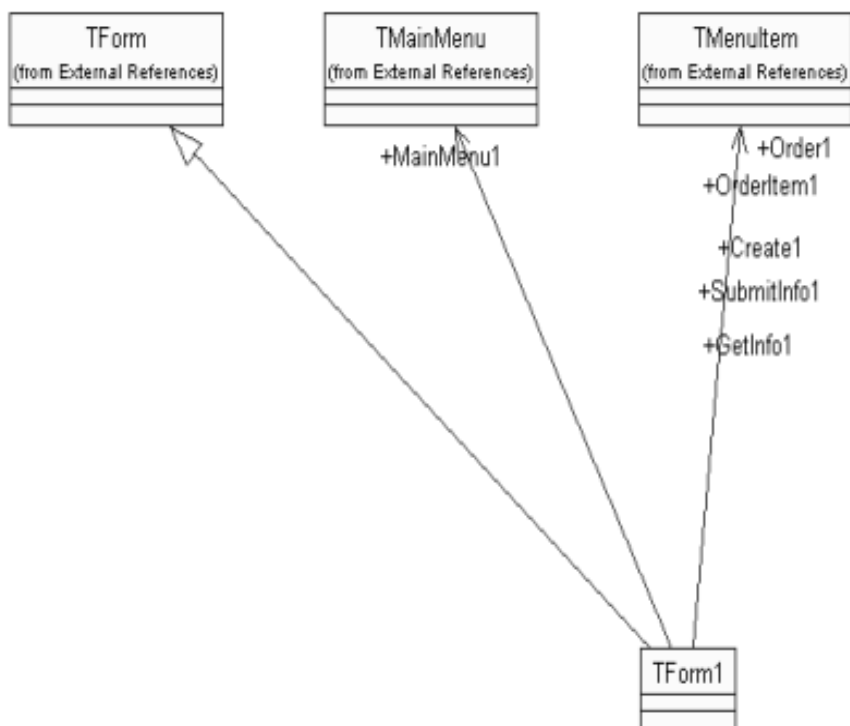 TForm
(from External References)
TMainMenu
(from External References)
TMenuItem
(from External References)
+MainMenu1
+Order1
+OrderItem1
+Create1
+SubmitInfo1
+GetInfo1
TForm1